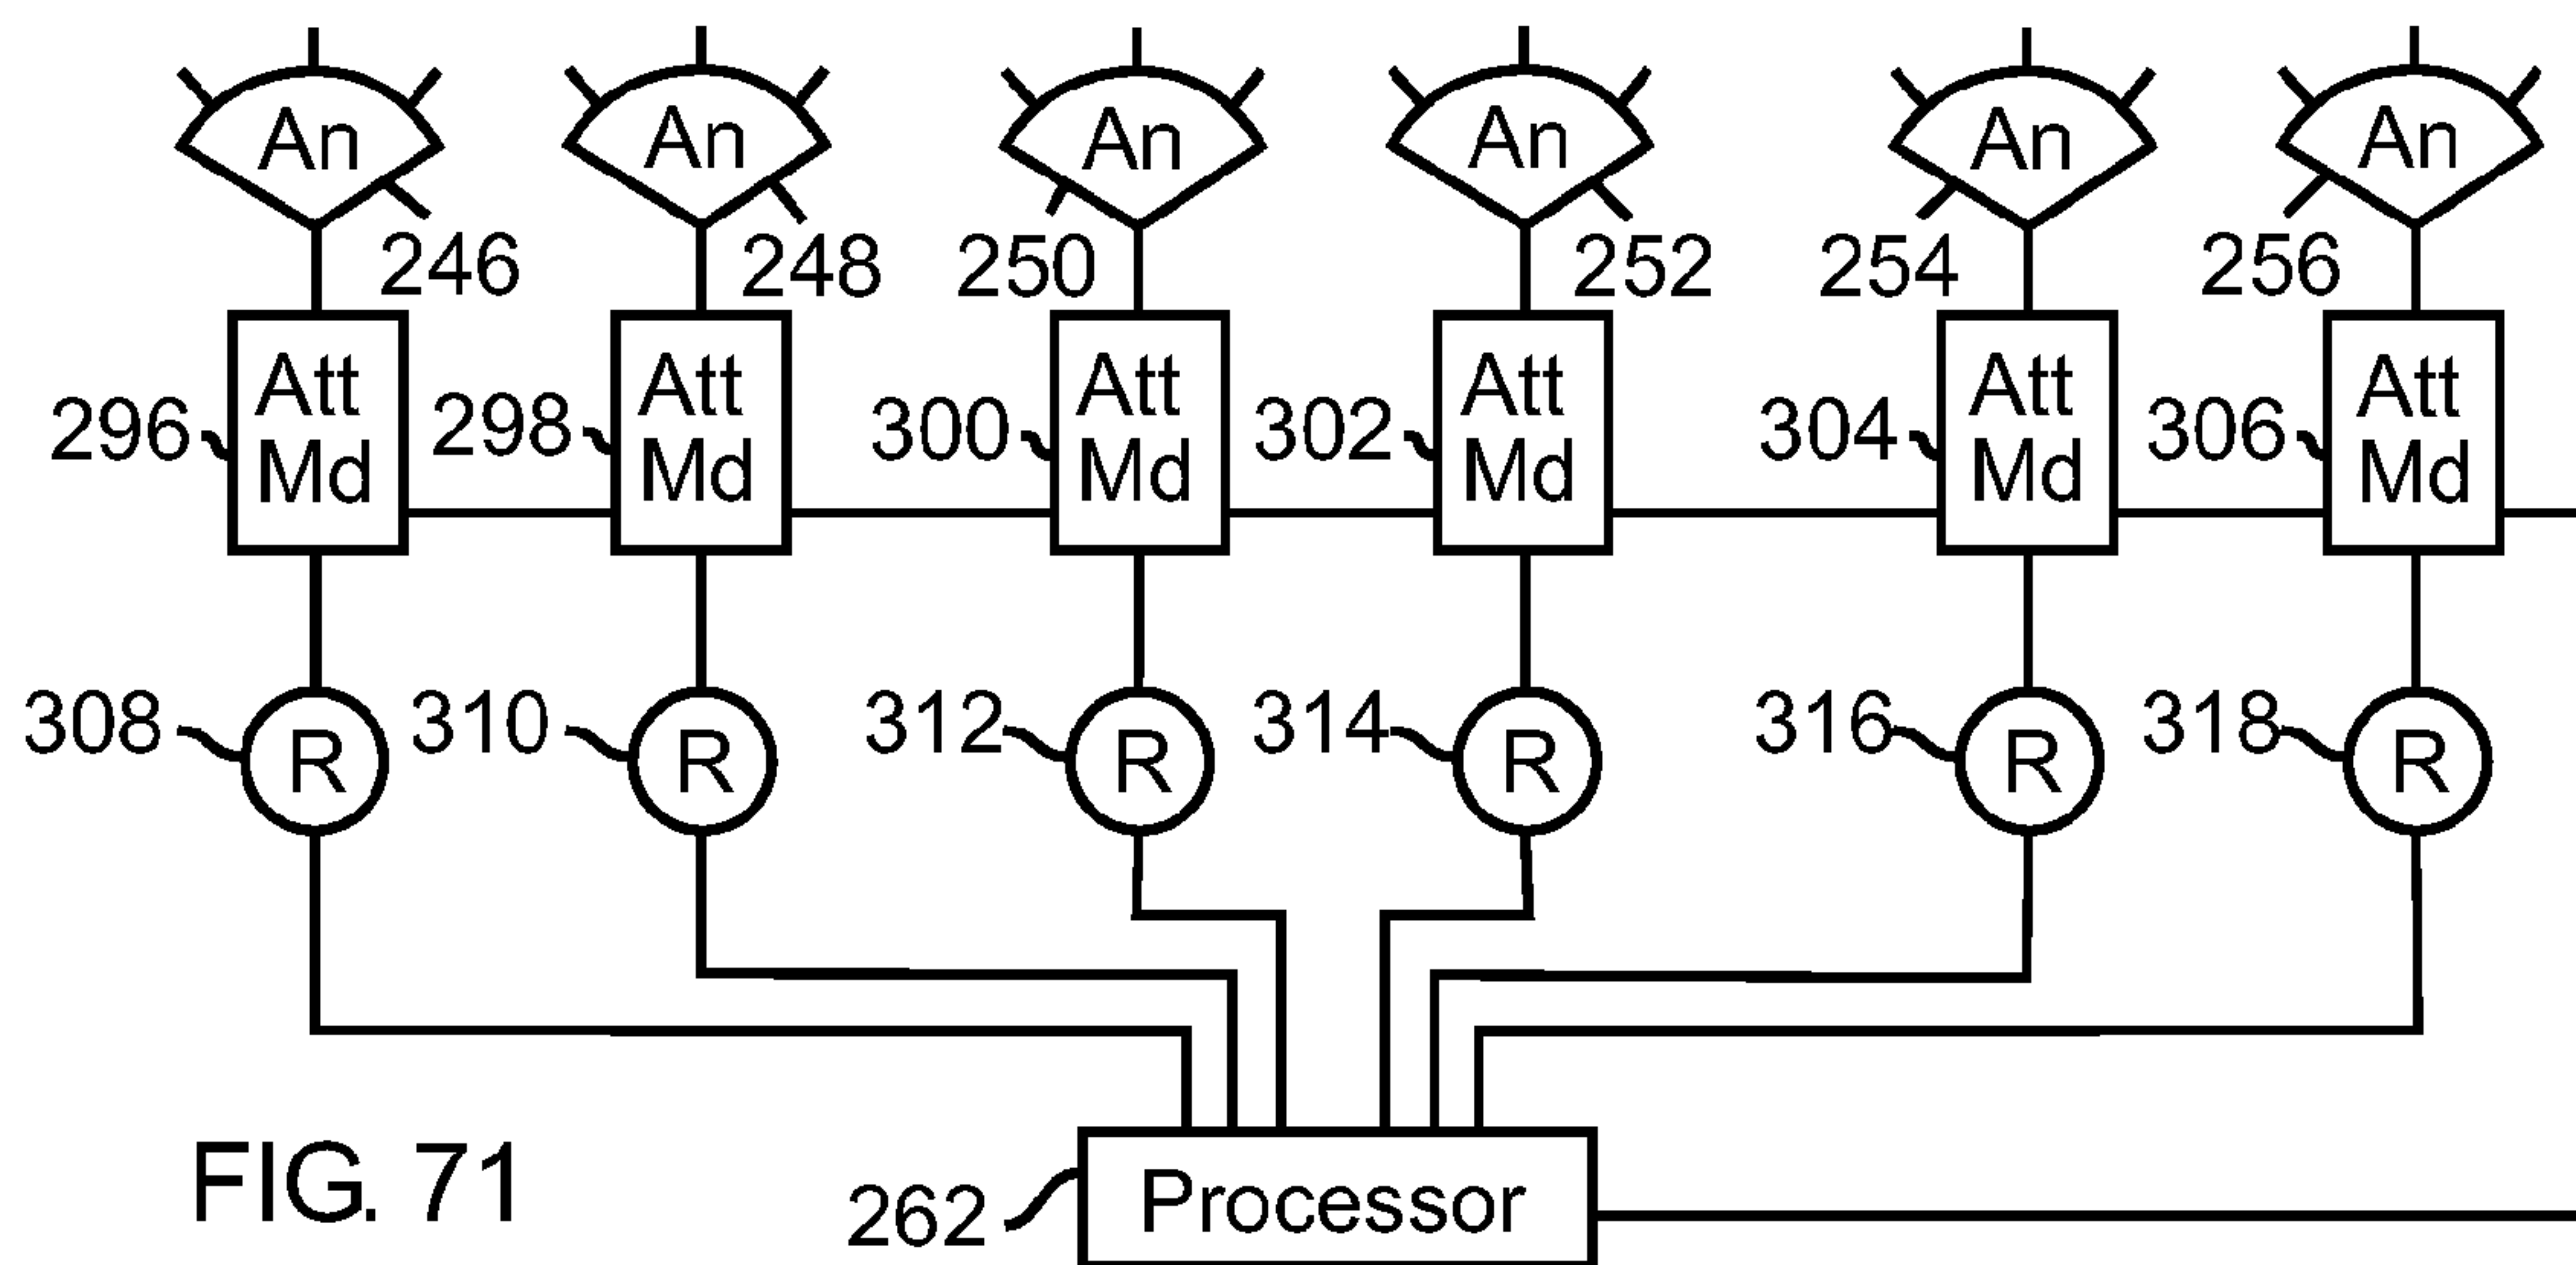 An An An An An An
246 248 250 252 254 256
Att Att Att Att Att Att
296 298 300 302 304 306
Md Md Md Md Md Md
308 310 312 314 316 318
R R R R R R
FIG. 71
262 Processor